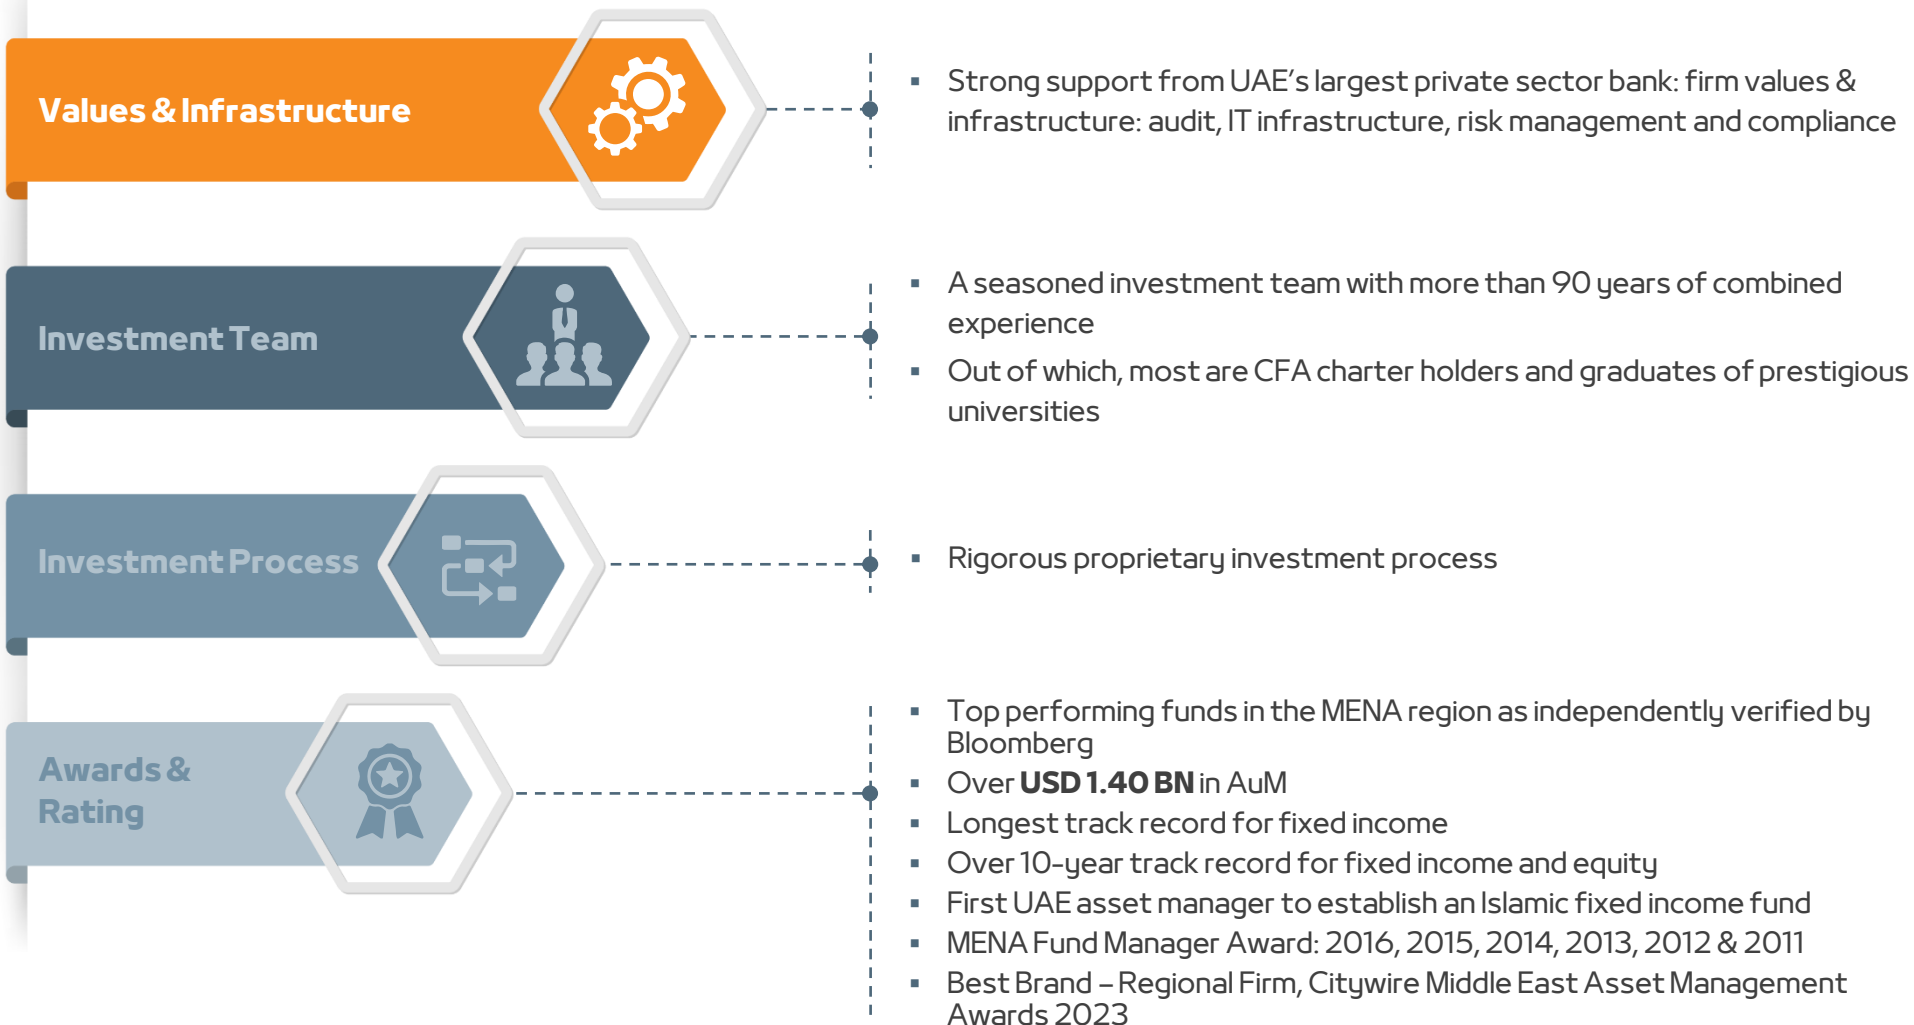 Values & Infrastructure
▪ Strong support from UAE's largest private sector bank: firm values &
infrastructure: audit, IT infrastructure, risk management and compliance
Investment Team
▪ A seasoned investment team with more than 90 years of combined
experience
▪ Out of which, most are CFA charter holders and graduates of prestigious
universities
Investment Process
▪ Rigorous proprietary investment process
Awards &
Rating
▪ Top performing funds in the MENA region as independently verified by
Bloomberg
▪ Over USD 1.40 BN in AuM
▪ Longest track record for fixed income
▪ Over 10-year track record for fixed income and equity
▪ First UAE asset manager to establish an Islamic fixed income fund
▪ MENA Fund Manager Award: 2016, 2015, 2014, 2013, 2012 & 2011
▪ Best Brand – Regional Firm, Citywire Middle East Asset Management
Awards 2023